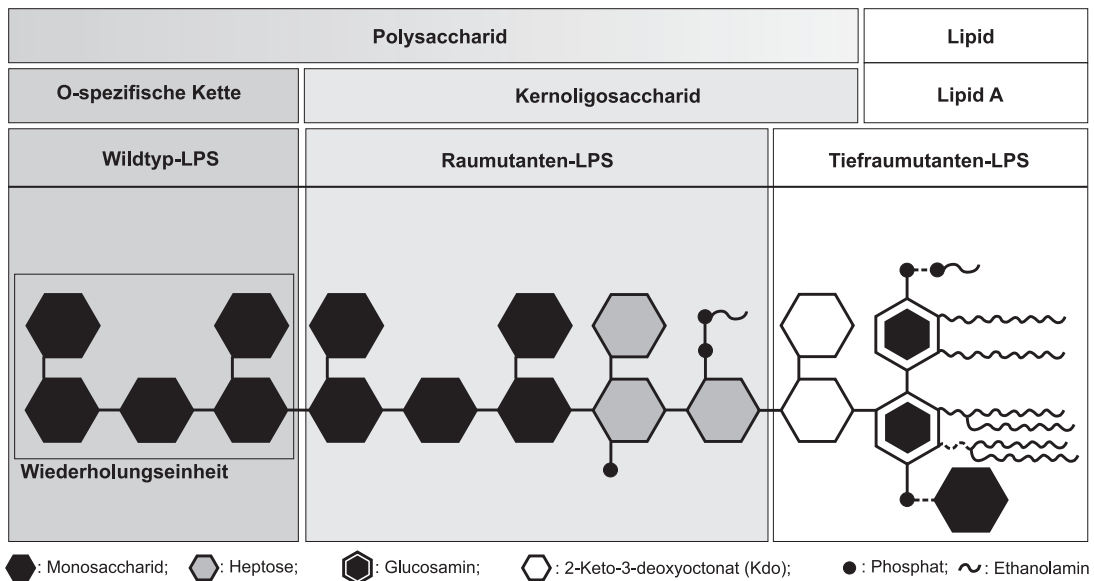 Polysaccharid
Lipid
O-spezifische Kette
Kernoligosaccharid
Lipid A
Wildtyp-LPS
Raumutanten-LPS
Tiefraumutanten-LPS
Wiederholungseinheit
: Monosaccharid; : Heptose; : Glucosamin; : 2-Keto-3-deoxyoctonat (Kdo); : Phosphat; : Ethanolamin